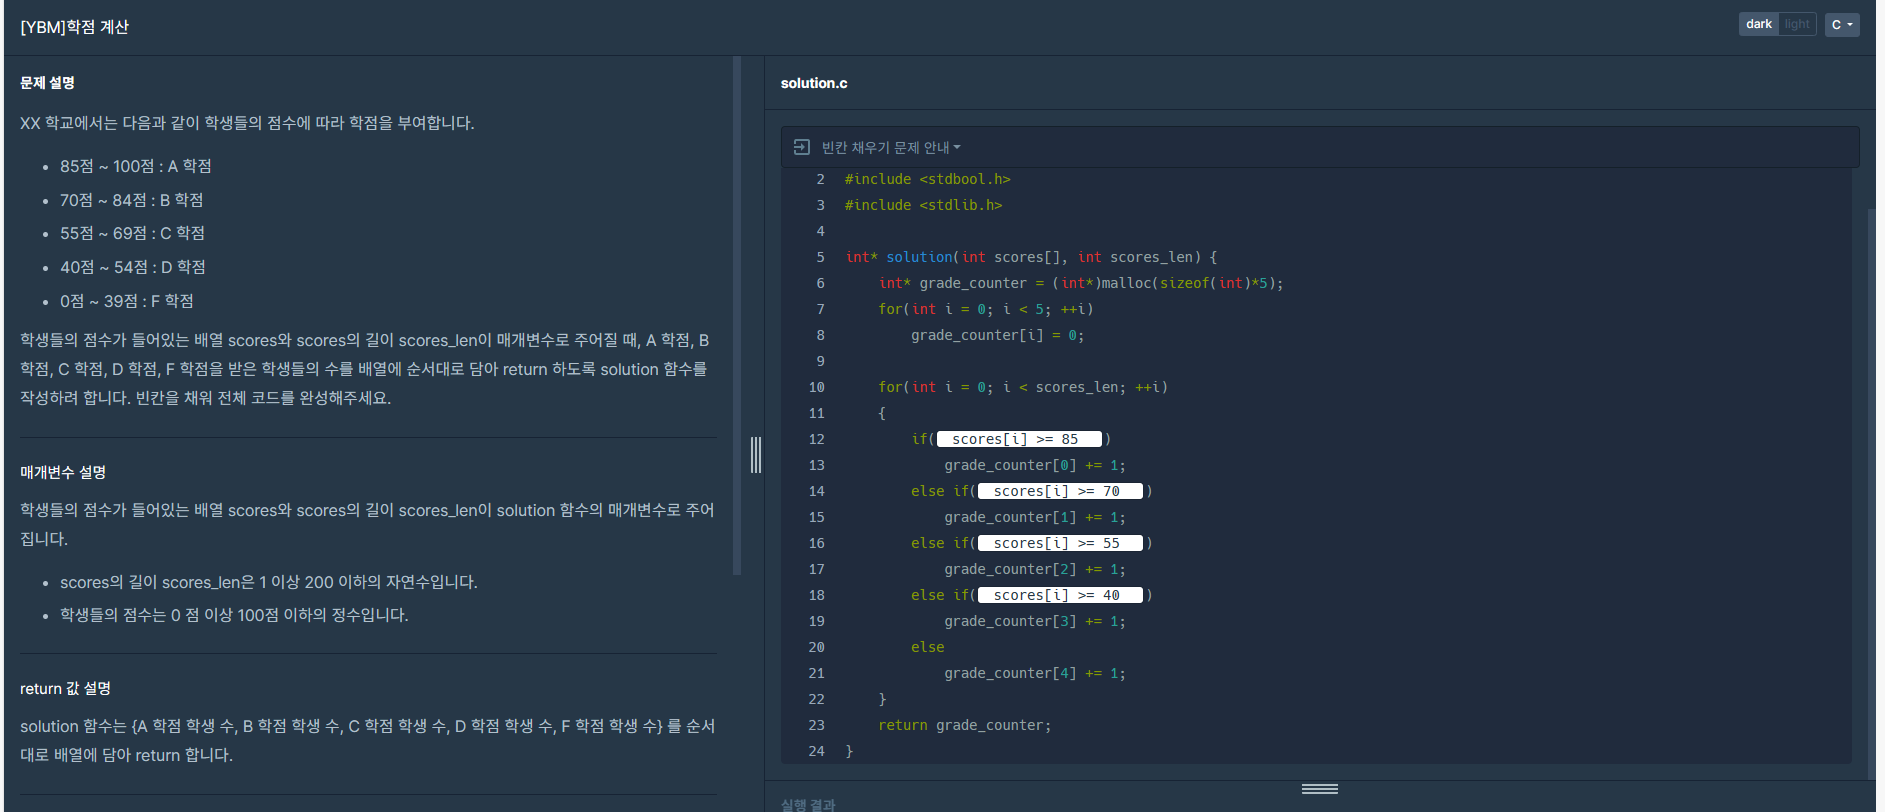 [YBM]학점 계산
dark light C
문제 설명
XX 학교에서는 다음과 같이 학생들의 점수에 따라 학점을 부여합니다.
• 85점 ~ 100점 : A 학점
• 70점 ~ 84점 : B 학점
• 55점 ~ 69점 : C 학점
• 40점 ~ 54점 : D 학점
• 0점 ~ 39점 : F 학점
학생들의 점수가 들어있는 배열 scores와 scores의 길이 scores_len이 매개변수로 주어질 때, A 학점, B
학점, C 학점, D 학점, F 학점을 받은 학생들의 수를 배열에 순서대로 담아 return 하도록 solution 함수를
작성하려 합니다. 빈칸을 채워 전체 코드를 완성해주세요.
매개변수 설명
학생들의 점수가 들어있는 배열 scores와 scores의 길이 scores_len이 solution 함수의 매개변수로 주어
집니다.
• scores의 길이 scores_len은 1 이상 200 이하의 자연수입니다.
• 학생들의 점수는 0 점 이상 100점 이하의 정수입니다.
return 값 설명
solution 함수는 {A 학점 학생 수, B 학점 학생 수, C 학점 학생 수, D 학점 학생 수, F 학점 학생 수} 를 순서
대로 배열에 담아 return 합니다.
solution.c
빈칸 채우기 문제 안내
2 #include <stdbool.h>
3 #include <stdlib.h>
4
5 int* solution(int scores[], int scores_len) {
6     int* grade_counter = (int*)malloc(sizeof(int)*5);
7     for(int i = 0; i < 5; ++i)
8         grade_counter[i] = 0;
9
10     for(int i = 0; i < scores_len; ++i)
11     {
12         if( scores[i] >= 85 )
13             grade_counter[0] += 1;
14         else if( scores[i] >= 70 )
15             grade_counter[1] += 1;
16         else if( scores[i] >= 55 )
17             grade_counter[2] += 1;
18         else if( scores[i] >= 40 )
19             grade_counter[3] += 1;
20         else
21             grade_counter[4] += 1;
22     }
23     return grade_counter;
24 }
실행 결과